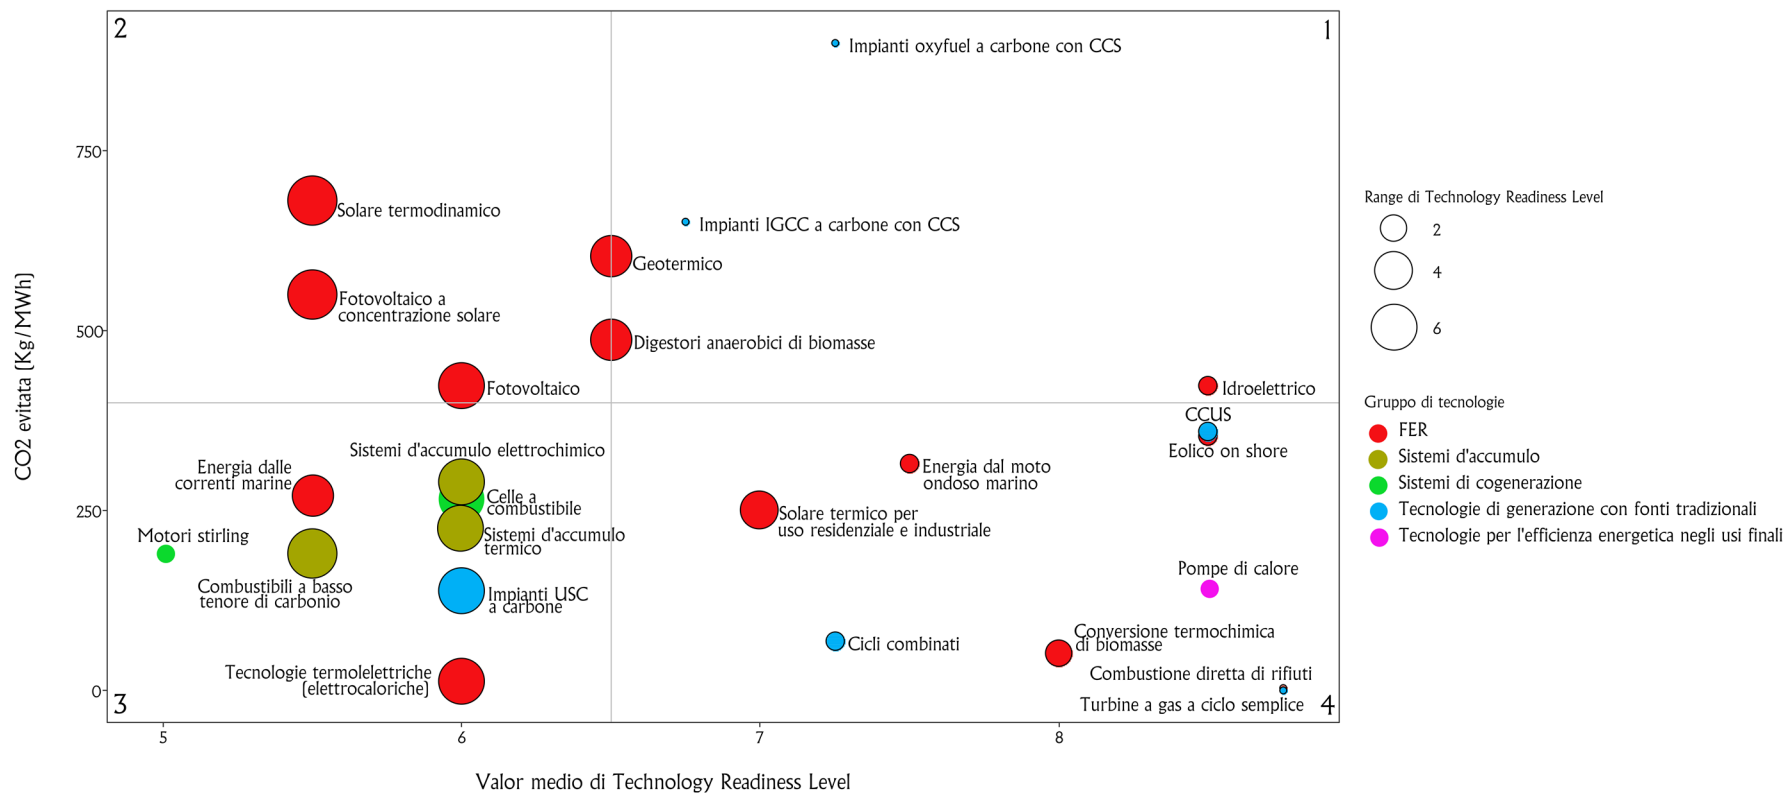 2
1
Impianti oxyfuel a carbone con CCS
750
Solare termodinamico
Impianti IGCC a carbone con CCS
Geotermico
Fotovoltaico a
concentrazione solare
500
Digestori anaerobici di biomasse
Fotovoltaico
Idroelettrico
CCUS
Eolico on shore
Sistemi d'accumulo elettrochimico
Energia dalle
correnti marine
Energia dal moto
ondoso marino
Celle a
combustibile
250
Solare termico per
uso residenziale e industriale
Motori stirling
Sistemi d'accumulo
termico
Combustibili a basso
tenore di carbonio
Impianti USC
a carbone
Pompe di calore
Cicli combinati
Conversione termochimica
di biomasse
Tecnologie termolelettriche
(elettrocaloriche)
Combustione diretta di rifiuti
0
Turbine a gas a ciclo semplice
3
4
5
6
7
8
Valor medio di Technology Readiness Level
CO2 evitata (Kg/MWh)
Range di Technology Readiness Level
2
4
6
Gruppo di tecnologie
FER
Sistemi d'accumulo
Sistemi di cogenerazione
Tecnologie di generazione con fonti tradizionali
Tecnologie per l'efficienza energetica negli usi finali